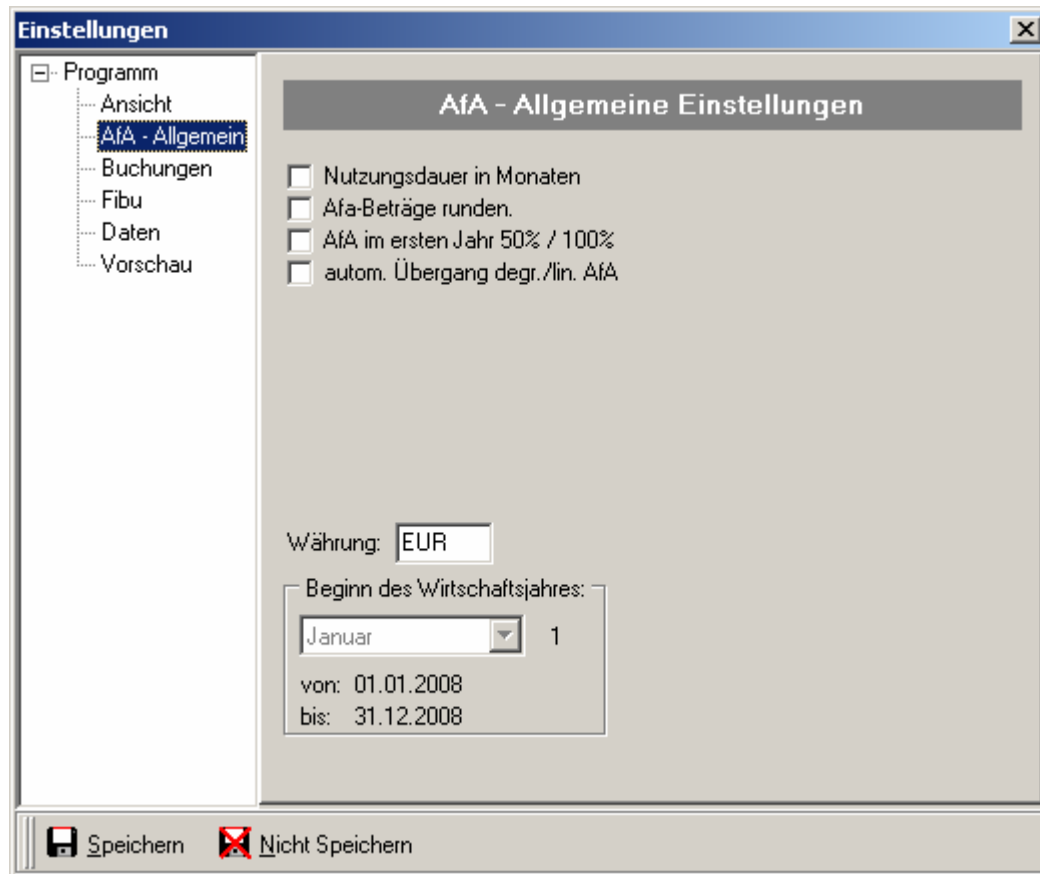 Einstellungen
Programm
Ansicht
AfA - Allgemein
Buchungen
Fibu
Daten
Vorschau
AfA - Allgemeine Einstellungen
Nutzungsdauer in Monaten
Afa-Beträge runden.
AfA im ersten Jahr 50% / 100%
autom. Übergang degr./lin. AfA
Währung: EUR
Beginn des Wirtschaftsjahres:
Januar 1
von: 01.01.2008
bis: 31.12.2008
Speichern Nicht Speichern